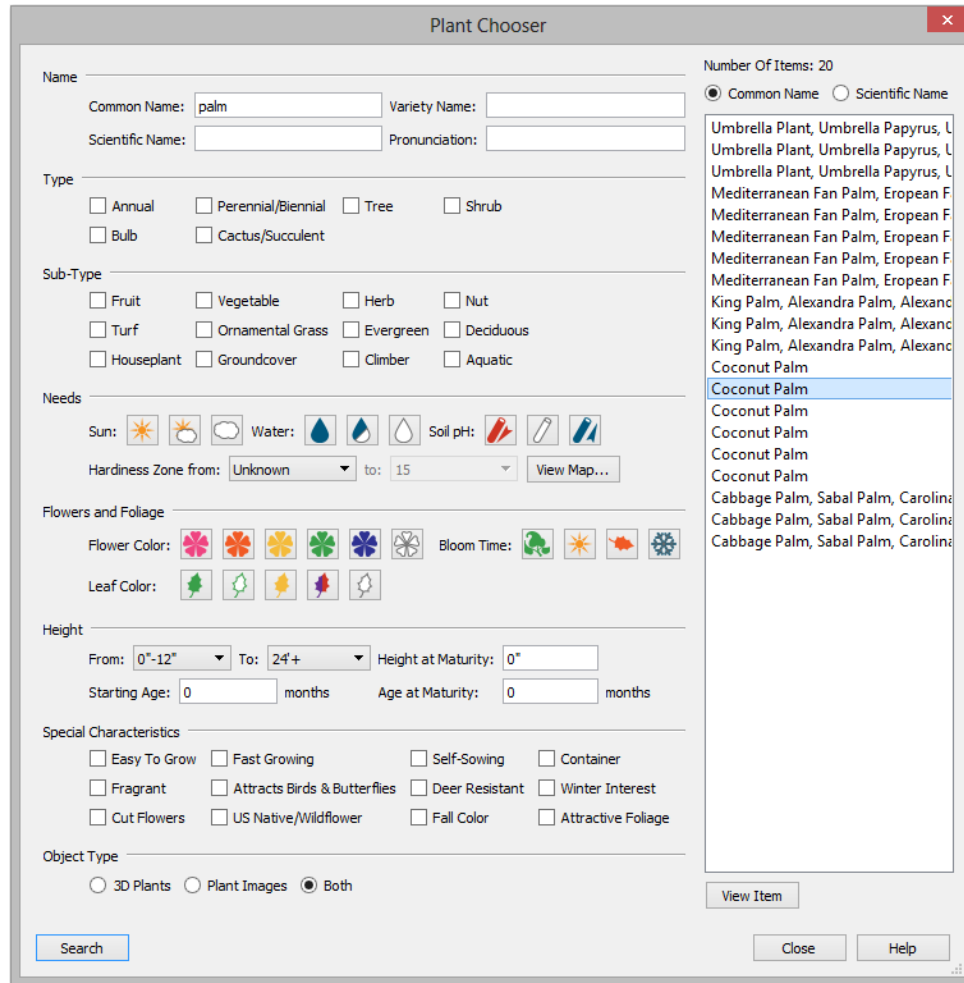 Plant Chooser
Name
Common Name: palm Variety Name:
Scientific Name: Pronunciation:
Type
Annual Perennial/Biennial Tree Shrub
Bulb Cactus/Succulent
Sub-Type
Fruit Vegetable Herb Nut
Turf Ornamental Grass Evergreen Deciduous
Houseplant Groundcover Climber Aquatic
Needs
Sun: Water: Soil pH:
Hardiness Zone from: Unknown to: 15 View Map...
Flowers and Foliage
Flower Color: Bloom Time:
Leaf Color:
Height
From: 0"-12" To: 24'+ Height at Maturity: 0"
Starting Age: 0 months Age at Maturity: 0 months
Special Characteristics
Easy To Grow Fast Growing Self-Sowing Container
Fragrant Attracts Birds & Butterflies Deer Resistant Winter Interest
Cut Flowers US Native/Wildflower Fall Color Attractive Foliage
Object Type
3D Plants Plant Images Both
Search
Number Of Items: 20
Common Name Scientific Name
Umbrella Plant, Umbrella Papyrus, U
Umbrella Plant, Umbrella Papyrus, U
Umbrella Plant, Umbrella Papyrus, U
Mediterranean Fan Palm, Eropean F
Mediterranean Fan Palm, Eropean F
Mediterranean Fan Palm, Eropean F
Mediterranean Fan Palm, Eropean F
Mediterranean Fan Palm, Eropean F
King Palm, Alexandra Palm, Alexand
King Palm, Alexandra Palm, Alexand
King Palm, Alexandra Palm, Alexand
Coconut Palm
Coconut Palm
Coconut Palm
Coconut Palm
Coconut Palm
Coconut Palm
Cabbage Palm, Sabal Palm, Carolina
Cabbage Palm, Sabal Palm, Carolina
Cabbage Palm, Sabal Palm, Carolina
View Item
Close Help